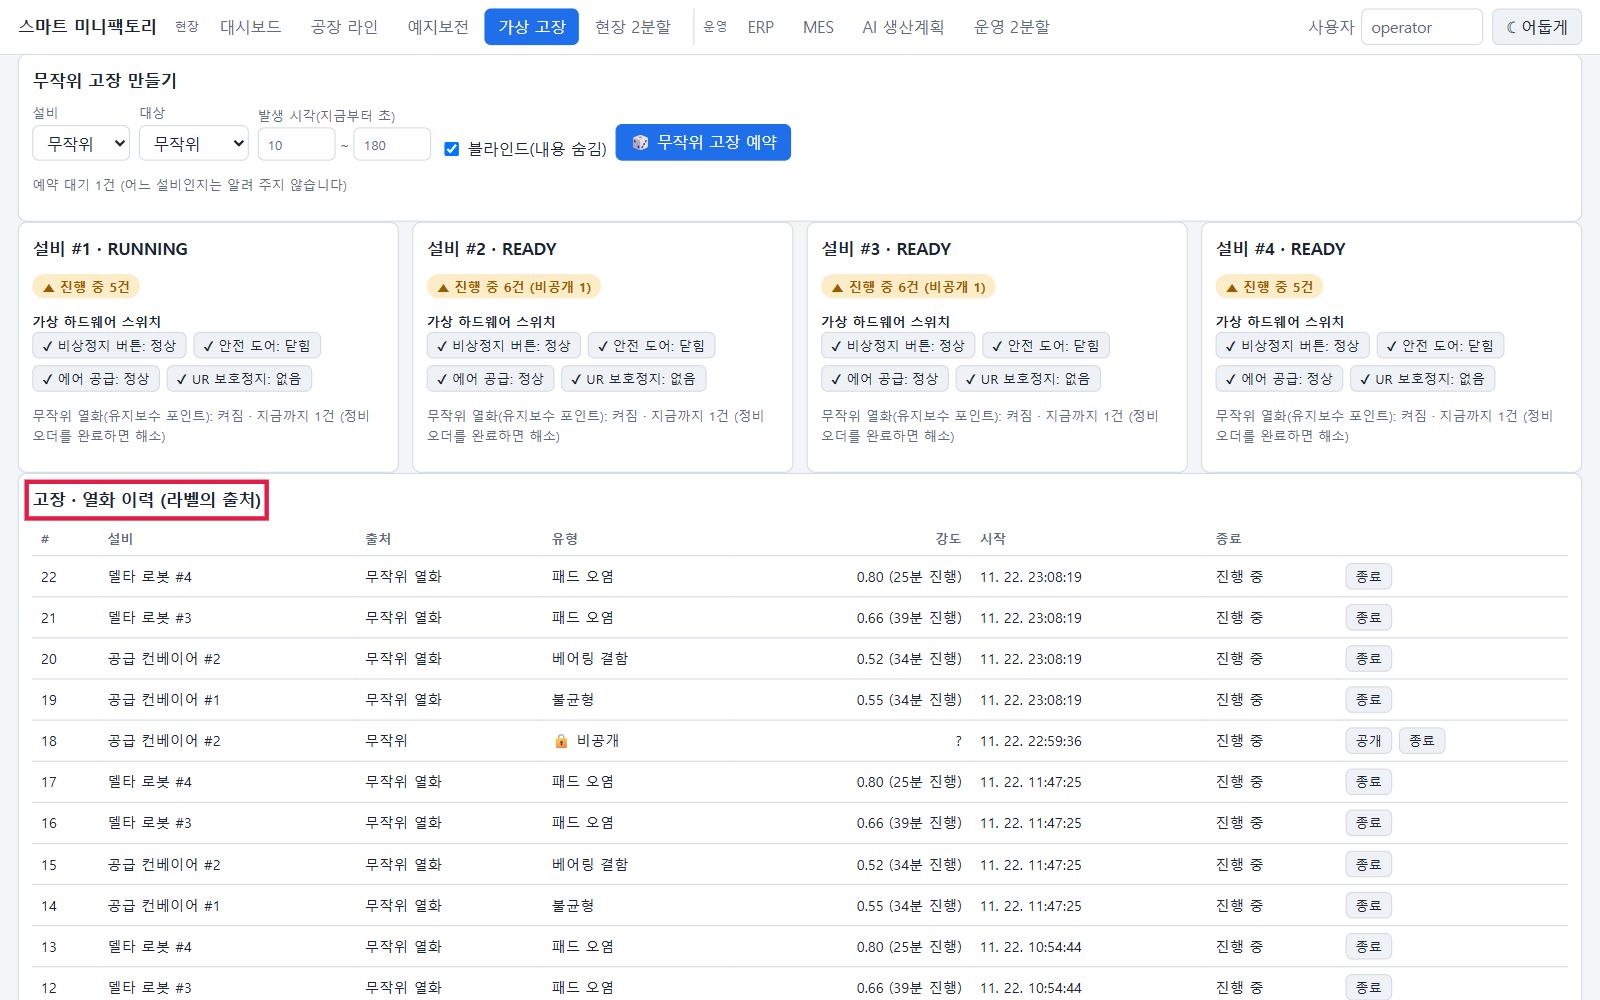 스마트 미니팩토리 현장 대시보드 공장 라인 예지보전 가상 고장 현장 2분할 운영 ERP MES AI 생산계획 운영 2분할 사용자 operator ☾ 어둡게
무작위 고장 만들기
설비 대상 발생 시각(지금부터 초)
무작위 무작위 10 ~ 180 블라인드(내용 숨김) 🎲 무작위 고장 예약
예약 대기 1건 (어느 설비인지는 알려 주지 않습니다)
설비 #1 · RUNNING
▲ 진행 중 5건
가상 하드웨어 스위치
✓ 비상정지 버튼: 정상 ✓ 안전 도어: 닫힘
✓ 에어 공급: 정상 ✓ UR 보호정지: 없음
무작위 열화(유지보수 포인트): 켜짐 · 지금까지 1건 (정비
오더를 완료하면 해소)
설비 #2 · READY
▲ 진행 중 6건 (비공개 1)
가상 하드웨어 스위치
✓ 비상정지 버튼: 정상 ✓ 안전 도어: 닫힘
✓ 에어 공급: 정상 ✓ UR 보호정지: 없음
무작위 열화(유지보수 포인트): 켜짐 · 지금까지 1건 (정비
오더를 완료하면 해소)
설비 #3 · READY
▲ 진행 중 6건 (비공개 1)
가상 하드웨어 스위치
✓ 비상정지 버튼: 정상 ✓ 안전 도어: 닫힘
✓ 에어 공급: 정상 ✓ UR 보호정지: 없음
무작위 열화(유지보수 포인트): 켜짐 · 지금까지 1건 (정비
오더를 완료하면 해소)
설비 #4 · READY
▲ 진행 중 5건
가상 하드웨어 스위치
✓ 비상정지 버튼: 정상 ✓ 안전 도어: 닫힘
✓ 에어 공급: 정상 ✓ UR 보호정지: 없음
무작위 열화(유지보수 포인트): 켜짐 · 지금까지 1건 (정비
오더를 완료하면 해소)
고장 · 열화 이력 (라벨의 출처)
# 설비 출처 유형 강도 시작 종료
22 델타 로봇 #4 무작위 열화 패드 오염 0.80 (25분 진행) 11. 22. 23:08:19 진행 중 종료
21 델타 로봇 #3 무작위 열화 패드 오염 0.66 (39분 진행) 11. 22. 23:08:19 진행 중 종료
20 공급 컨베이어 #2 무작위 열화 베어링 결함 0.52 (34분 진행) 11. 22. 23:08:19 진행 중 종료
19 공급 컨베이어 #1 무작위 열화 불균형 0.55 (34분 진행) 11. 22. 23:08:19 진행 중 종료
18 공급 컨베이어 #2 무작위 🔒 비공개 ? 11. 22. 22:59:36 진행 중 공개 종료
17 델타 로봇 #4 무작위 열화 패드 오염 0.80 (25분 진행) 11. 22. 11:47:25 진행 중 종료
16 델타 로봇 #3 무작위 열화 패드 오염 0.66 (39분 진행) 11. 22. 11:47:25 진행 중 종료
15 공급 컨베이어 #2 무작위 열화 베어링 결함 0.52 (34분 진행) 11. 22. 11:47:25 진행 중 종료
14 공급 컨베이어 #1 무작위 열화 불균형 0.55 (34분 진행) 11. 22. 11:47:25 진행 중 종료
13 델타 로봇 #4 무작위 열화 패드 오염 0.80 (25분 진행) 11. 22. 10:54:44 진행 중 종료
12 델타 로봇 #3 무작위 열화 패드 오염 0.66 (39분 진행) 11. 22. 10:54:44 진행 중 종료